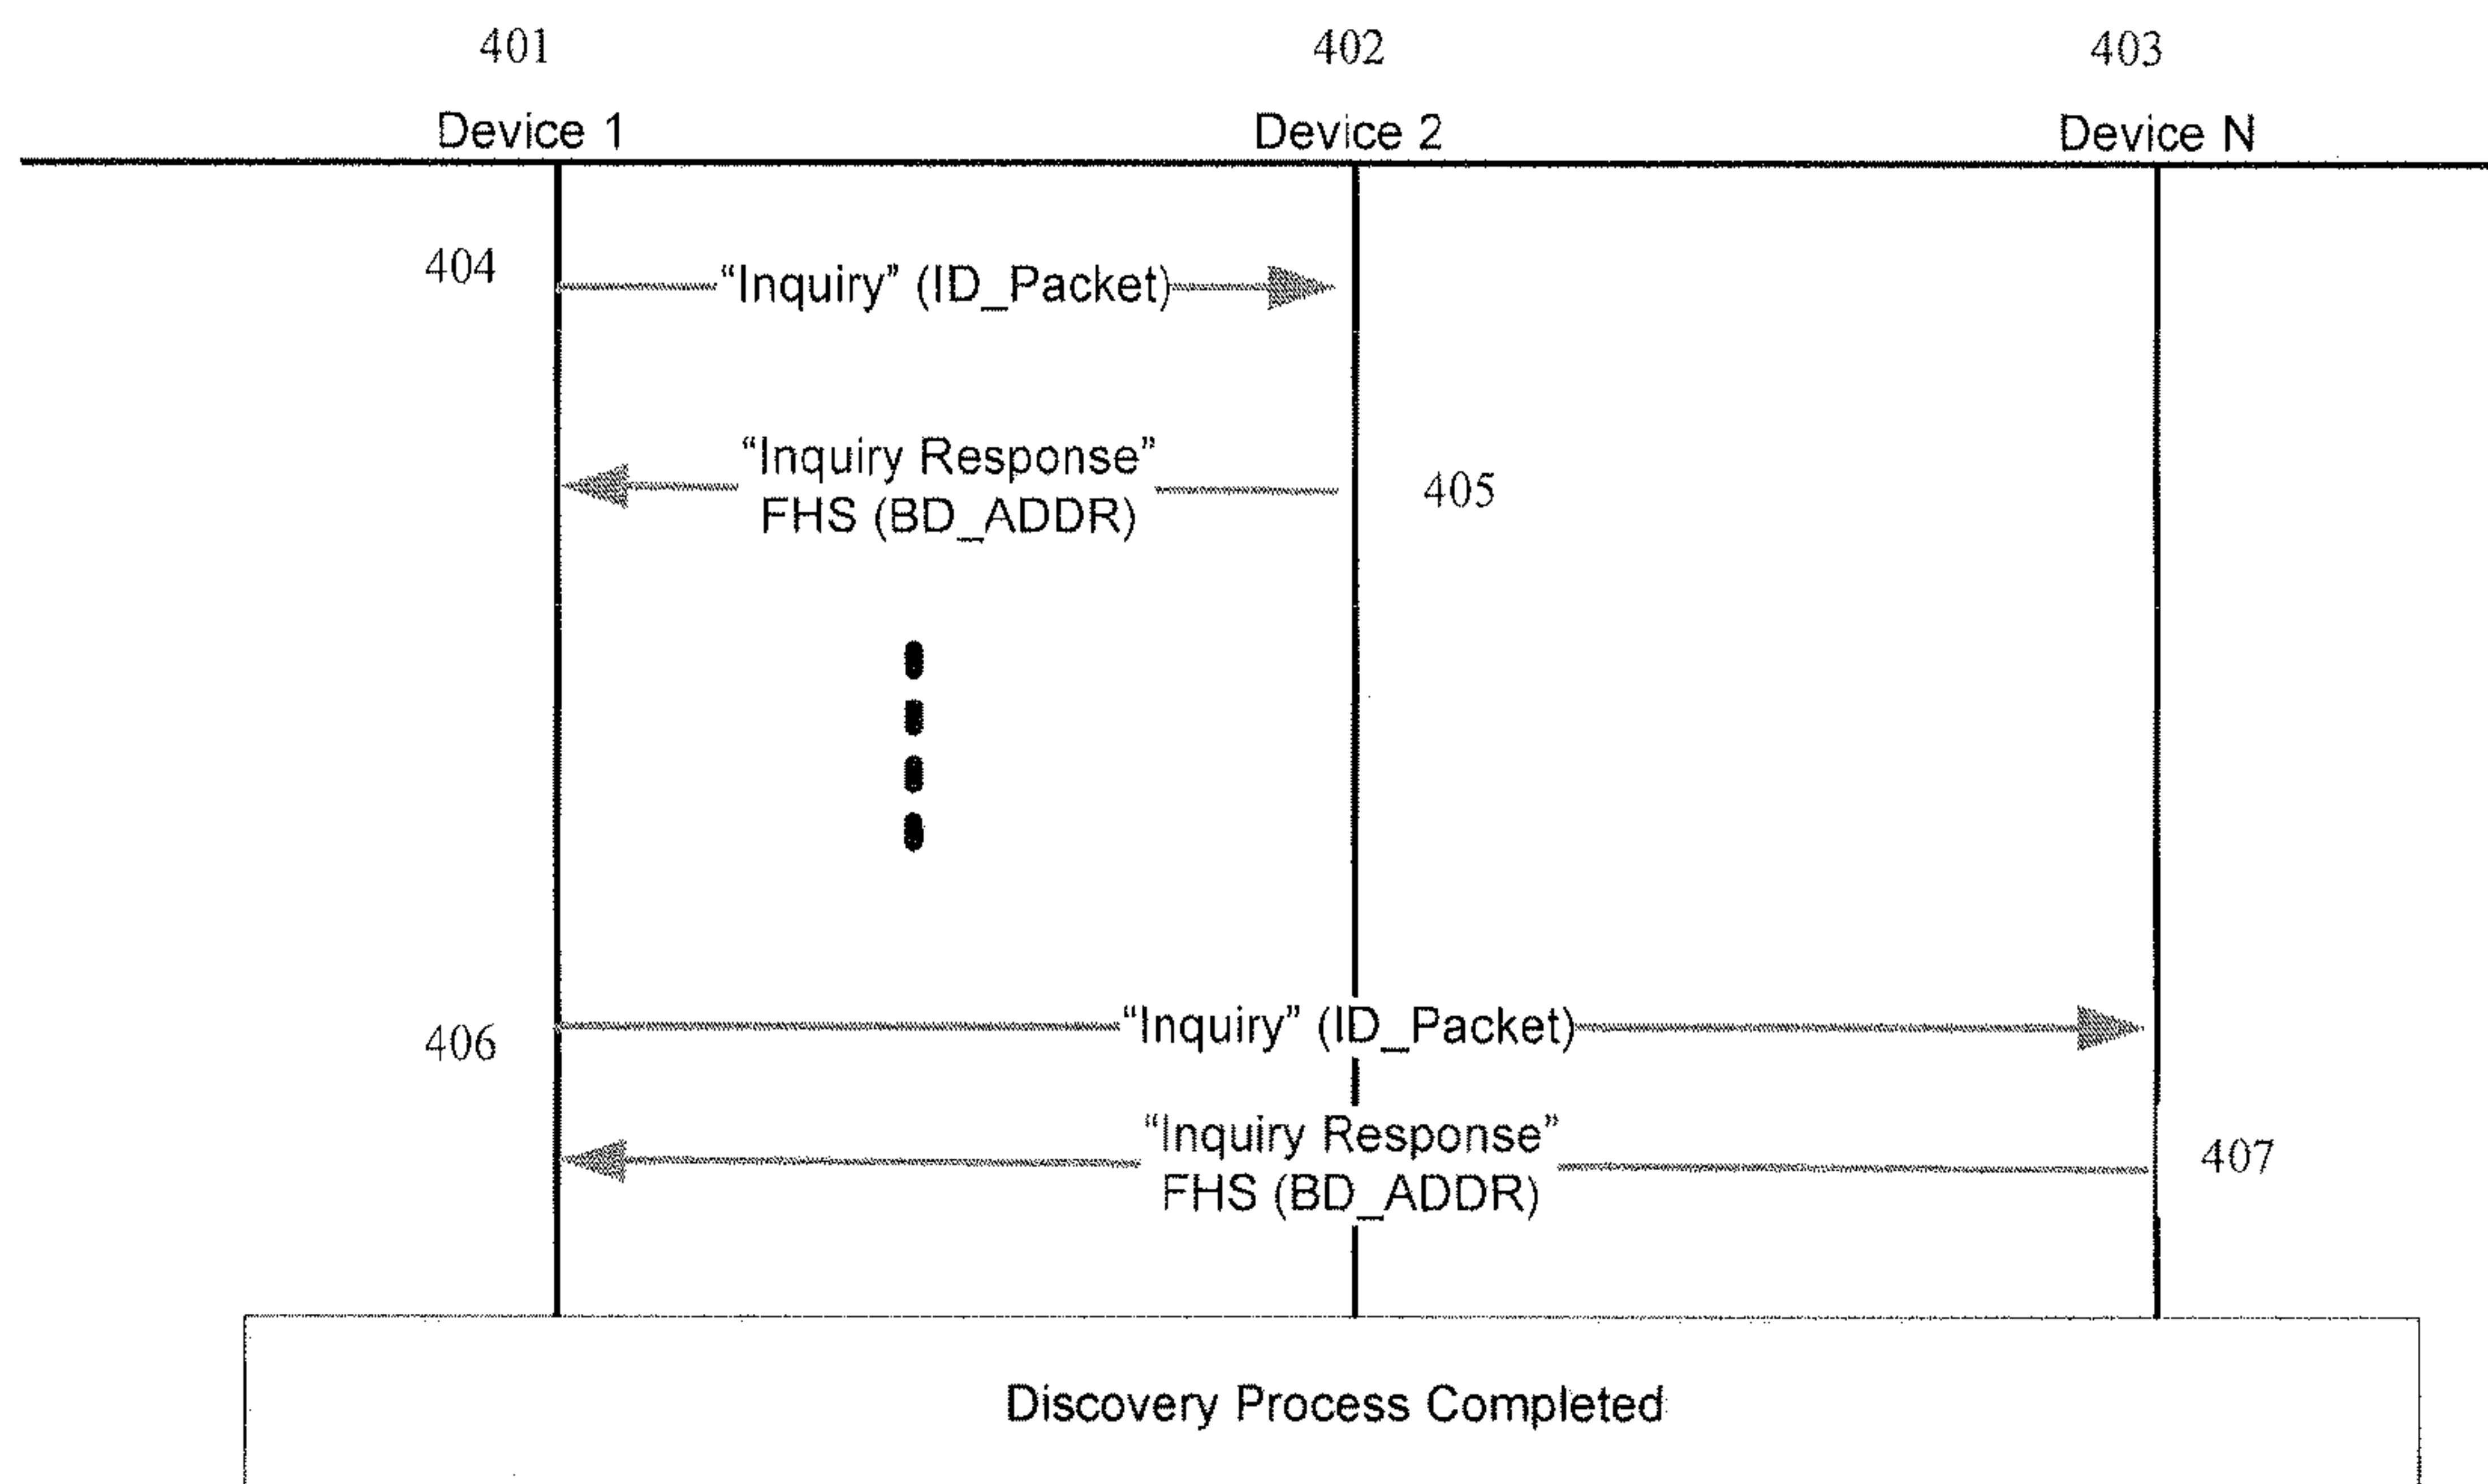 401 402 403
Device 1 Device 2 Device N
404 “Inquiry” (ID_Packet)
“Inquiry Response”
FHS (BD_ADDR)
405
“Inquiry” (ID_Packet)
406
“Inquiry Response”
FHS (BD_ADDR)
407
Discovery Process Completed